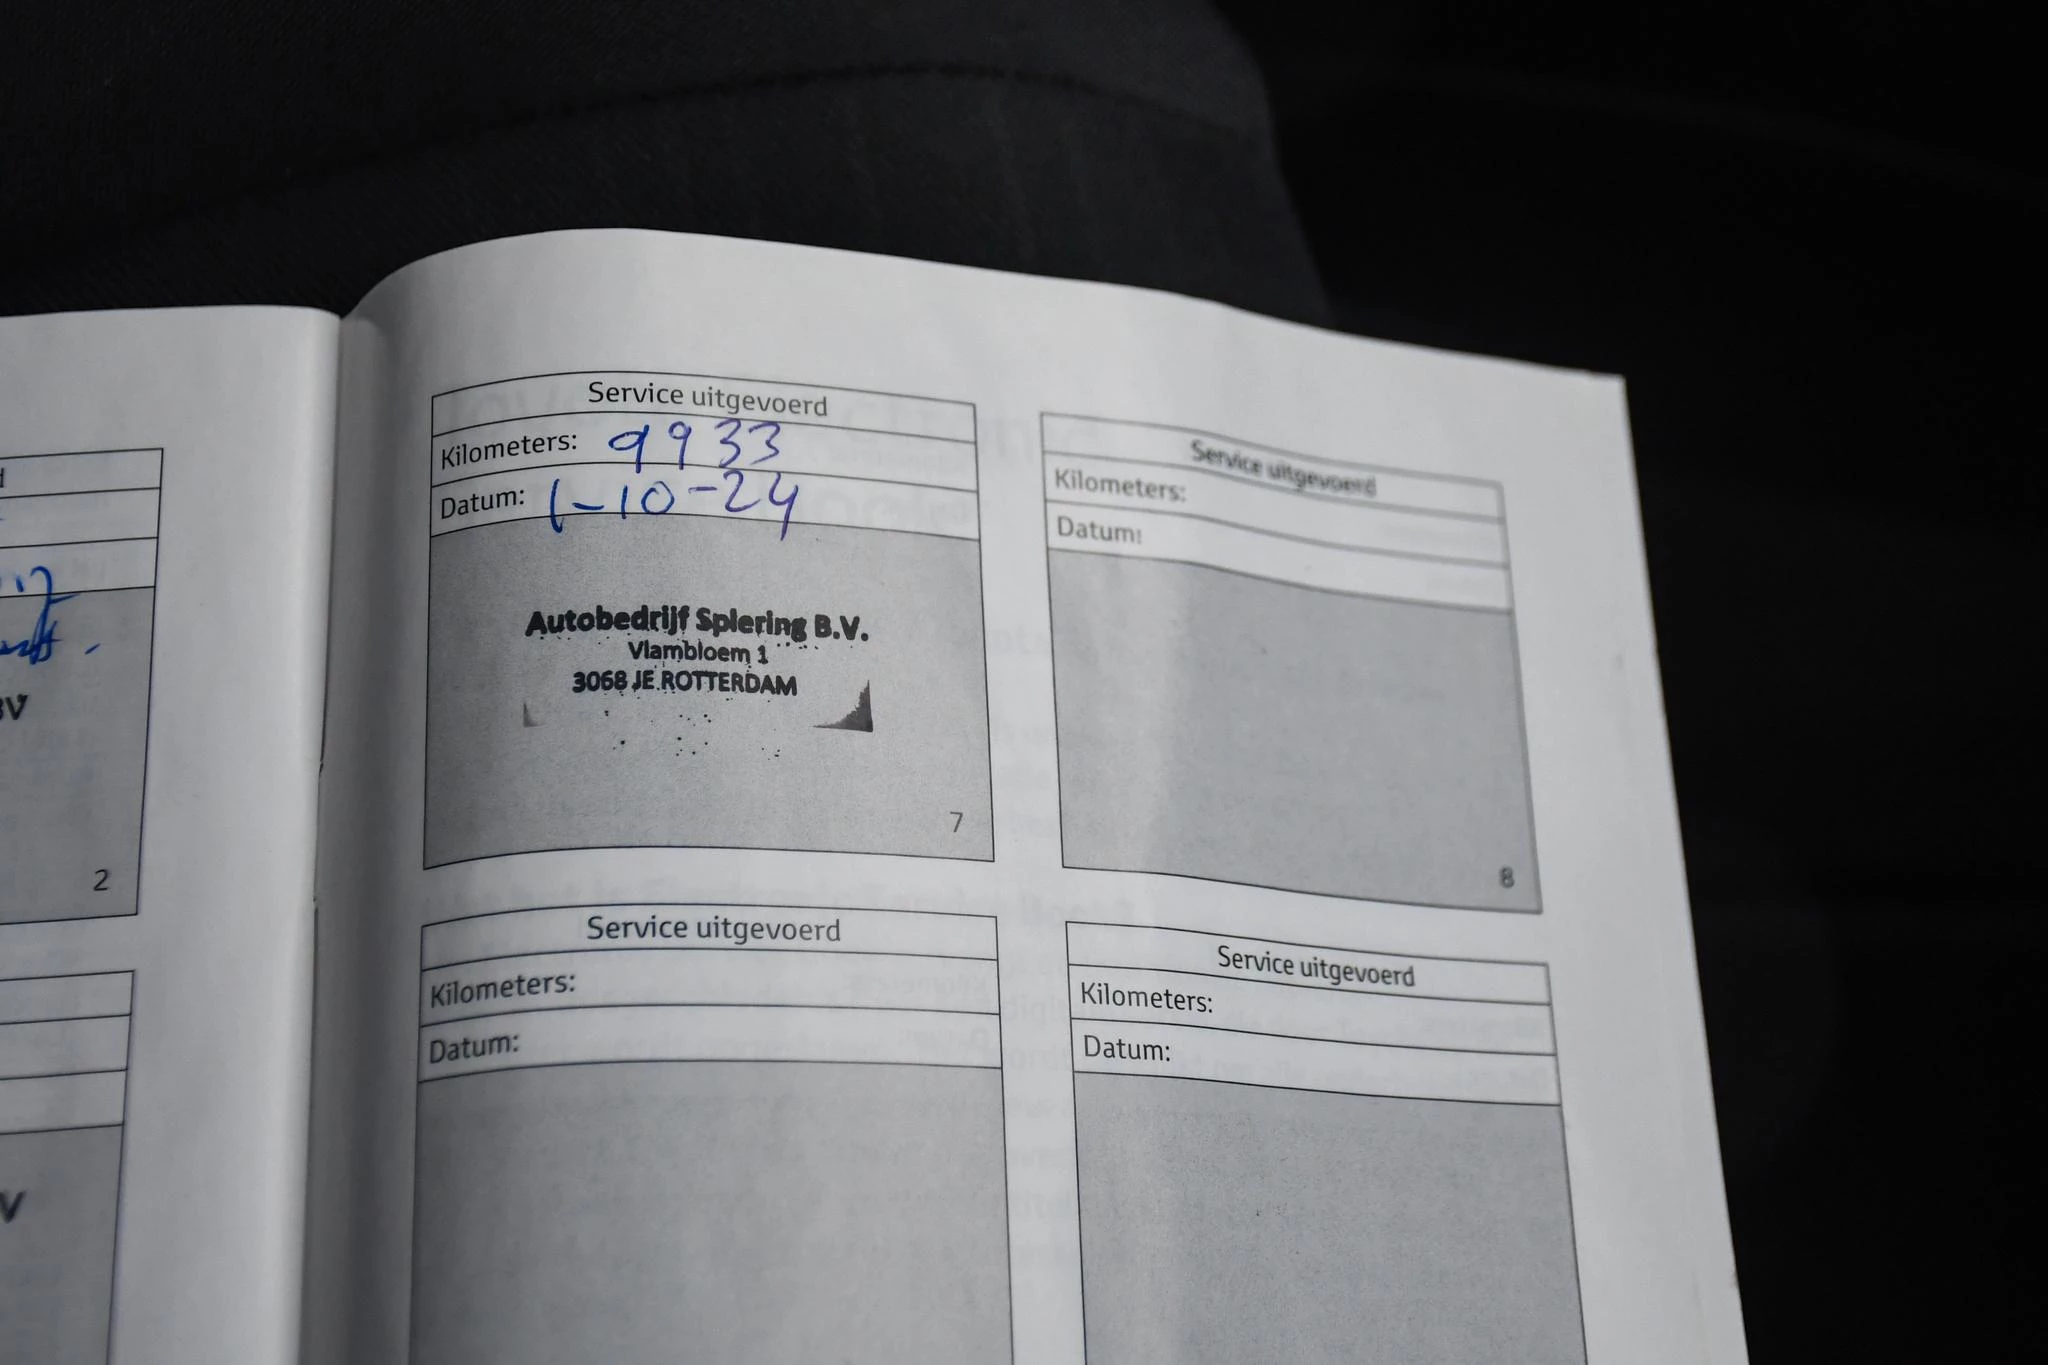 BV
2
V
Service uitgevoerd
Kilometers: 9933
Datum: 1-10-24
Autobedrijf Splering B.V.
Vlambloem 1
3068 JE ROTTERDAM
7
Service uitgevoerd
Kilometers:
Datum:
8
Service uitgevoerd
Kilometers:
Datum:
Service uitgevoerd
Kilometers:
Datum: